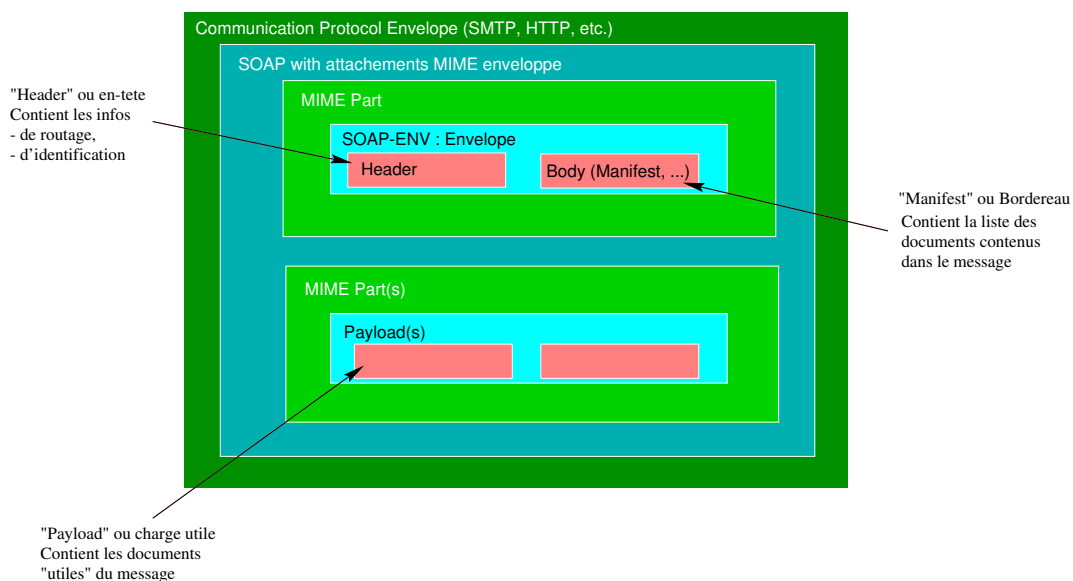 Communication Protocol Envelope (SMTP, HTTP, etc.)
SOAP with attachements MIME enveloppe
MIME Part
"Header" ou en-tete
Contient les infos
- de routage,
- d'identification
SOAP-ENV : Envelope
Header
Body (Manifest, ...)
"Manifest" ou Bordereau
Contient la liste des
documents contenus
dans le message
MIME Part(s)
Payload(s)
"Payload" ou charge utile
Contient les documents
"utiles" du message